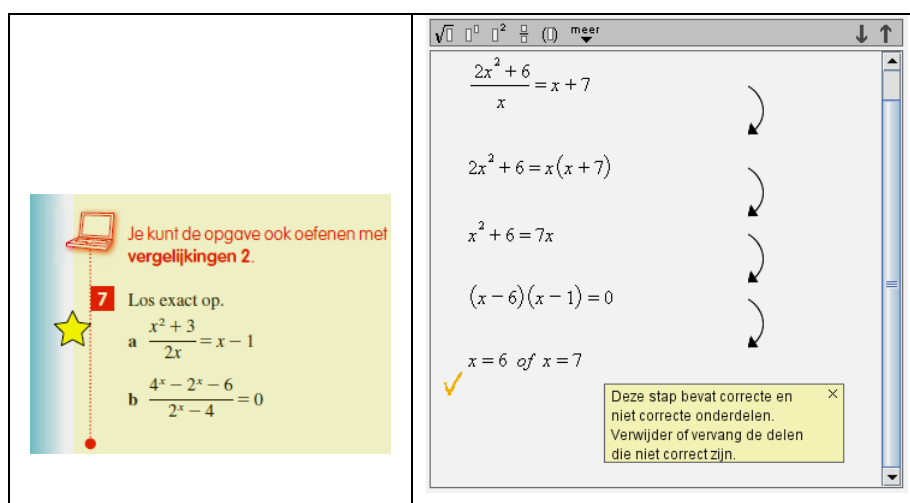 Je kunt de opgave ook oefenen met
vergelijkingen 2.
7 Los exact op.
a (x² + 3)/(2x) = x − 1
b (4ˣ − 2ˣ − 6)/(2ˣ − 4) = 0
√▯ ▯▯ ▯² ▯/▯ (▯) meer
(2x² + 6)/x = x + 7
2x² + 6 = x(x + 7)
x² + 6 = 7x
(x − 6)(x − 1) = 0
x = 6 of x = 7
Deze stap bevat correcte en
niet correcte onderdelen.
Verwijder of vervang de delen
die niet correct zijn.